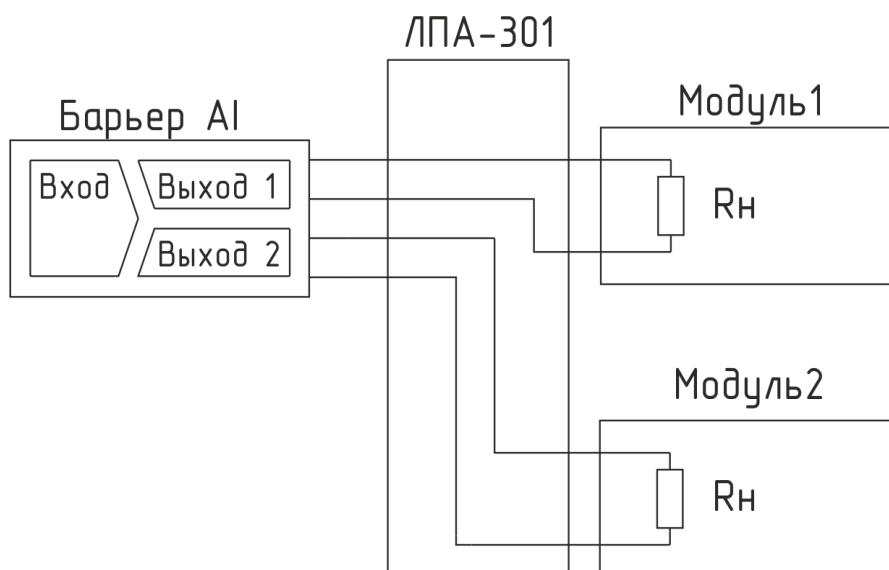 ЛПА-301
Барьер AI
Модуль1
Вход
Выход 1
Rн
Выход 2
Модуль2
Rн